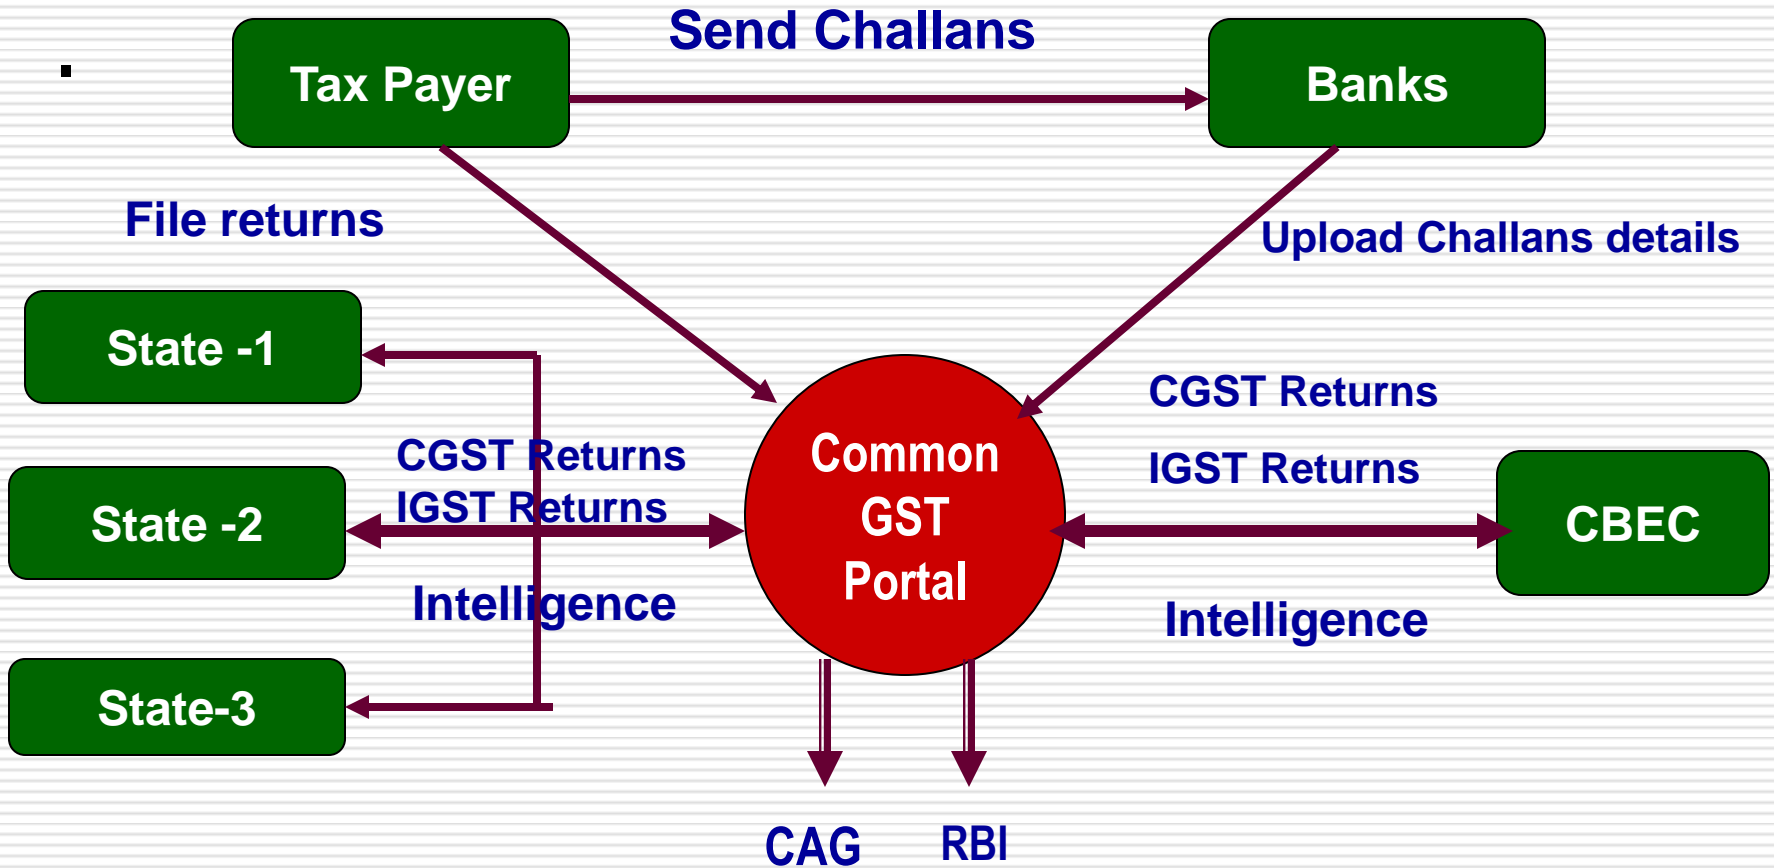 Send Challans
Tax Payer
Banks
File returns
Upload Challans details
State -1
CGST Returns
IGST Returns
State -2
Intelligence
State-3
Common
GST
Portal
CGST Returns
IGST Returns
CBEC
Intelligence
CAG
RBI